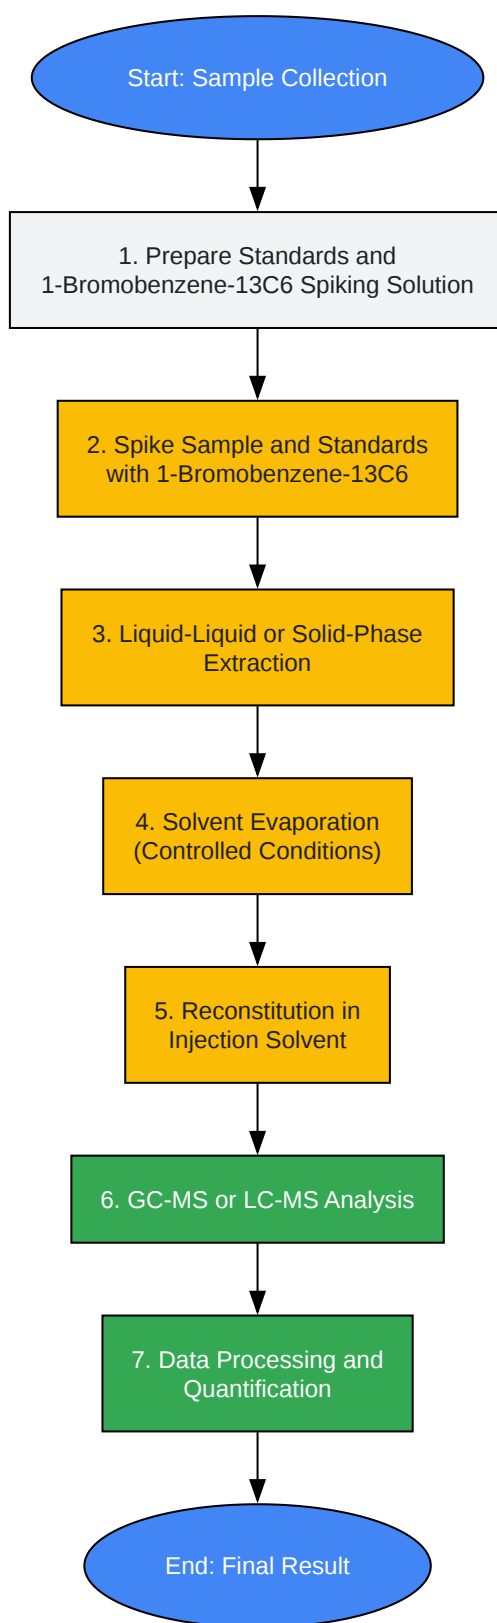 Start: Sample Collection
1. Prepare Standards and
1-Bromobenzene-13C6 Spiking Solution
2. Spike Sample and Standards
with 1-Bromobenzene-13C6
3. Liquid-Liquid or Solid-Phase
Extraction
4. Solvent Evaporation
(Controlled Conditions)
5. Reconstitution in
Injection Solvent
6. GC-MS or LC-MS Analysis
7. Data Processing and
Quantification
End: Final Result